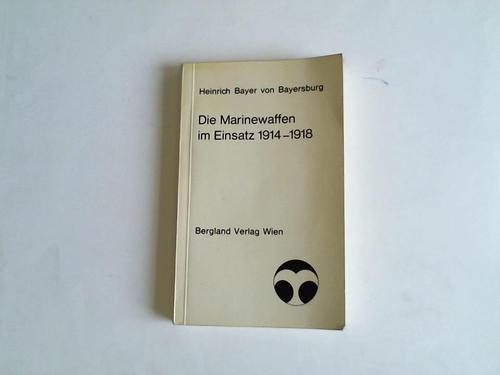 Heinrich Bayer von Bayersburg
Die Marinewaffen
im Einsatz 1914–1918
Bergland Verlag Wien